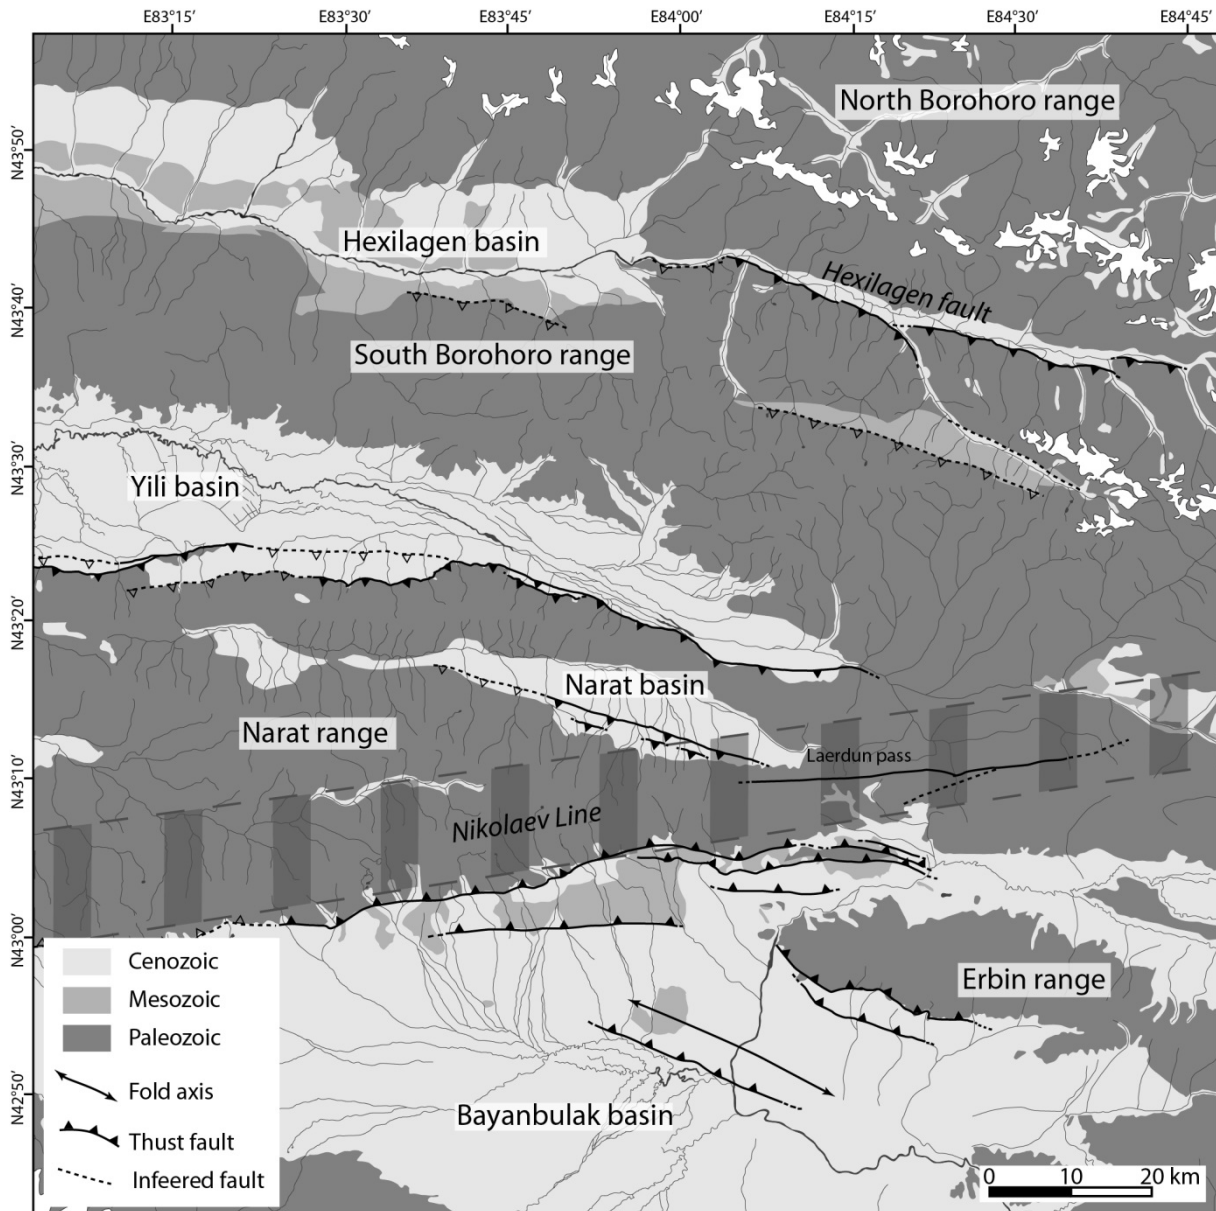 E83°15′ E83°30′ E83°45′ E84°00′ E84°15′ E84°30′ E84°45′
North Borohoro range
N43°50′
Hexilagen basin
Hexilagen fault
N43°40′
South Borohoro range
N43°30′
Yili basin
N43°20′
Narat basin
Narat range
Laerdun pass
N43°10′
Nikolaev Line
N43°00′
Cenozoic
Erbin range
Mesozoic
Paleozoic
Fold axis
N42°50′
Bayanbulak basin
Thust fault
Infeered fault
0 10 20 km